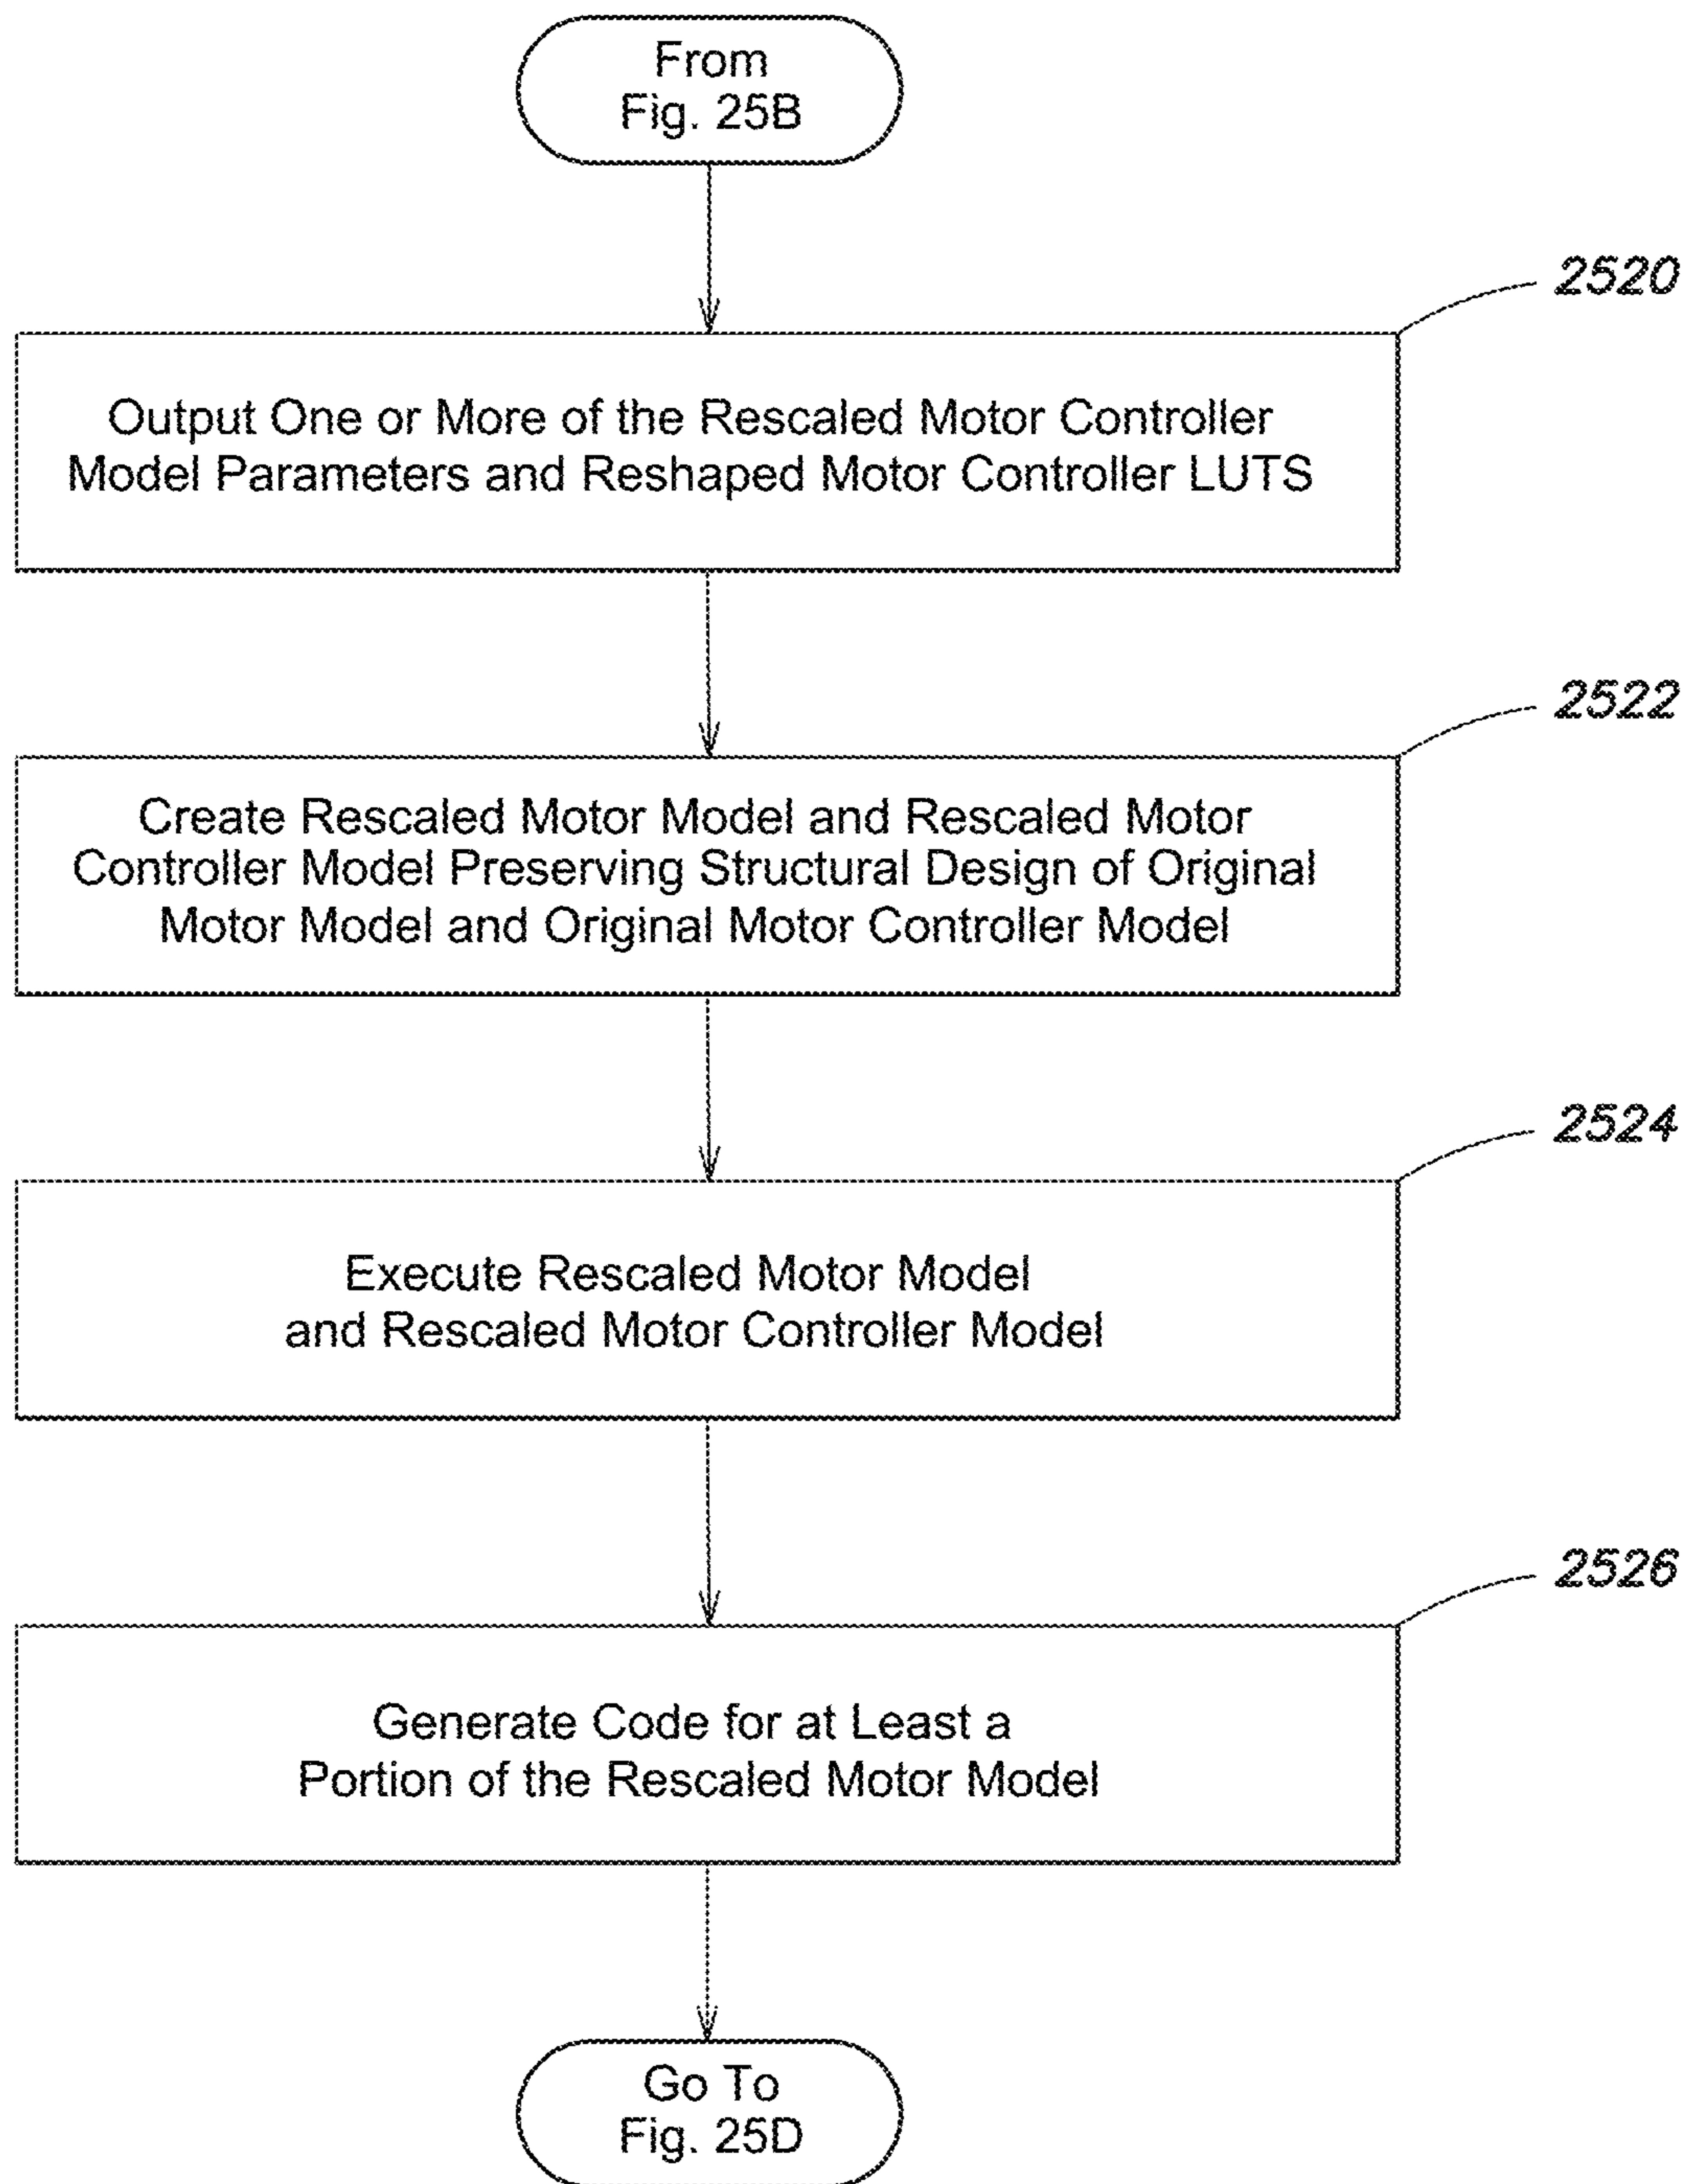 From
Fig. 25B
2520
Output One or More of the Rescaled Motor Controller
Model Parameters and Reshaped Motor Controller LUTS
2522
Create Rescaled Motor Model and Rescaled Motor
Controller Model Preserving Structural Design of Original
Motor Model and Original Motor Controller Model
2524
Execute Rescaled Motor Model
and Rescaled Motor Controller Model
2526
Generate Code for at Least a
Portion of the Rescaled Motor Model
Go To
Fig. 25D